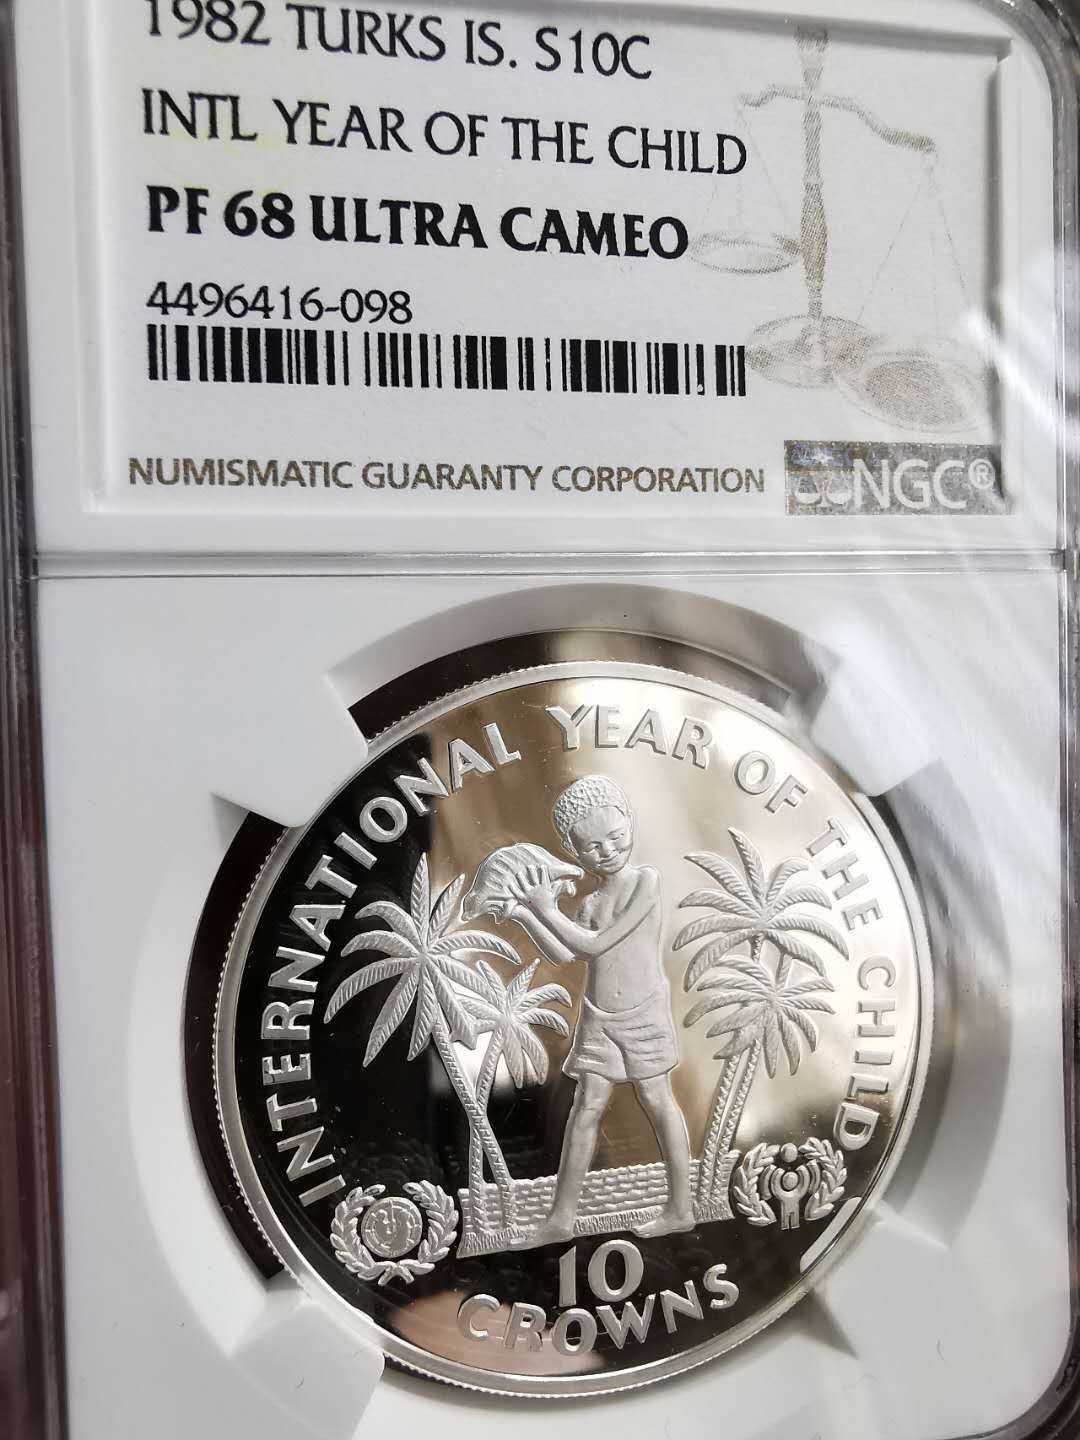 1982 TURKS IS. S10C
INTL YEAR OF THE CHILD
PF 68 ULTRA CAMEO
4496416-098
NUMISMATIC GUARANTY CORPORATION
NGC®
INTERNATIONAL YEAR OF THE CHILD
10
CROWNS